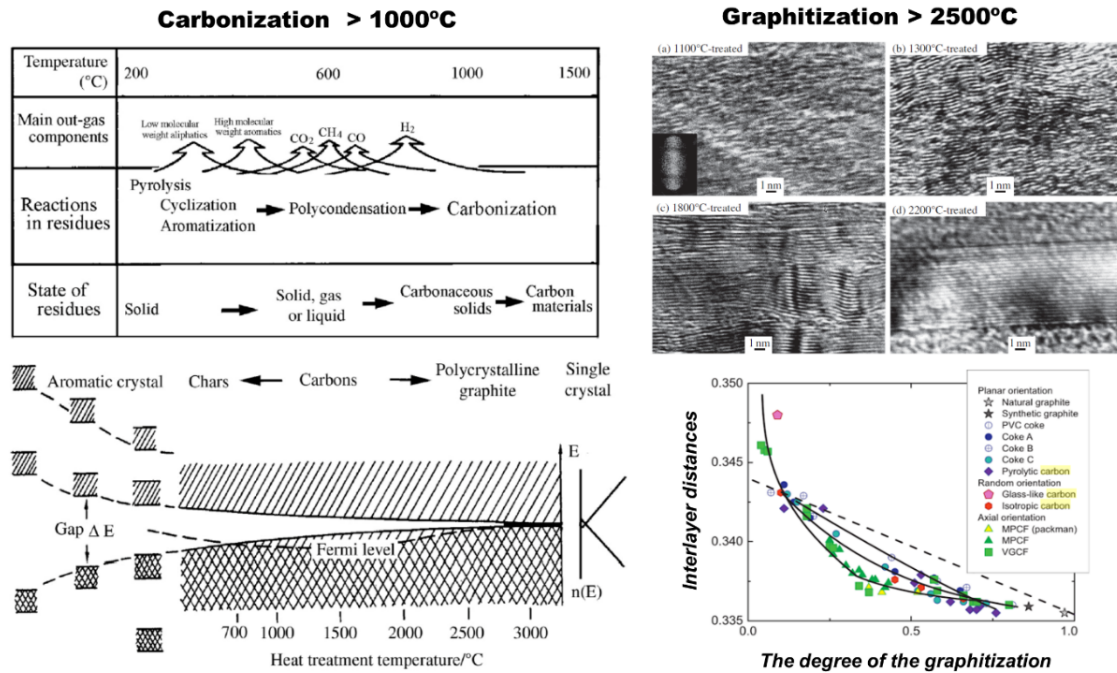 Carbonization > 1000ºC
Graphitization > 2500ºC
Temperature
(°C)
200
600
1000
1500
Main out-gas
components
Low molecular
weight aliphatics
High molecular
weight aromatics
CO₂
CH₄
CO
H₂
Reactions
in residues
Pyrolysis
Cyclization
Aromatization
Polycondensation
Carbonization
State of
residues
Solid
Solid, gas
or liquid
Carbonaceous
solids
Carbon
materials
(a) 1100°C-treated
1 nm
(b) 1300°C-treated
1 nm
(c) 1800°C-treated
1 nm
(d) 2200°C-treated
1 nm
Aromatic crystal
Chars
Carbons
Polycrystalline
graphite
Single
crystal
E
Gap Δ E
Fermi level
n(E)
700
1000
1500
2000
2500
3000
Heat treatment temperature/°C
Interlayer distances
0.350
0.345
0.340
0.335
0.0
0.5
1.0
The degree of the graphitization
Planar orientation
Natural graphite
Synthetic graphite
PVC coke
Coke A
Coke B
Coke C
Pyrolytic carbon
Random orientation
Glass-like carbon
Isotropic carbon
Axial orientation
MPCF (packman)
MPCF
VGCF